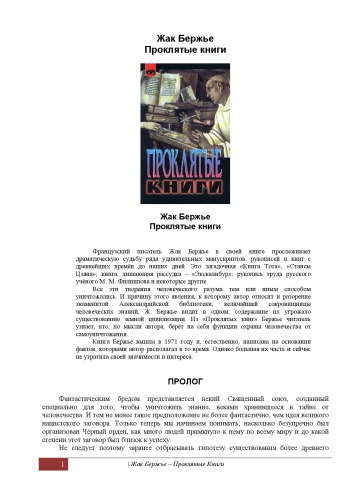 Жак Бержье
Проклятые книги
ПРОКЛЯТЫЕ
КНИГИ
Жак Бержье
Проклятые книги
Французский писатель Жак Бержье в своей книге прослеживает
драматическую судьбу ряда удивительных манускриптов, рукописей и книг с
древнейших времён до наших дней. Это загадочная «Книга Тота»; «Стансы
Дзиан»; книга, лишающая рассудка – «Экскалибур»; рукопись труда русского
учёного М. М. Филиппова и некоторые другие.
Все эти творения человеческого разума тем или иным способом
уничтожались. И причину этого явления, к которому автор относит и разорение
знаменитой Александрийской библиотеки, величайшей сокровищницы
человеческих знаний, Ж. Бержье видит в одном: содержание их угрожало
существованию земной цивилизации. Из «Проклятых книг» Бержье читатель
узнает, кто, по мысли автора, берёт на себя функции охраны человечества от
самоуничтожения.
Книга Бержье вышла в 1971 году и, естественно, написана на основании
фактов, которыми автор располагал в то время. Однако большая их часть и сейчас
не утратила своей значимости и интереса.
ПРОЛОГ
Фантастическим бредом представляется некий Священный союз, созданный
специально для того, чтобы уничтожить знание, веками хранившееся в тайне от
человечества. И тем не менее такое предположение не более фантастично, чем идея великого
нацистского заговора. Только теперь мы начинаем понимать, насколько безупречно был
организован Чёрный орден, как много людей примкнуло к нему по всему миру и до какой
степени этот заговор был близок к успеху.
Не следует поэтому заранее отбрасывать гипотезу существования более древнего
1 | Жак Бержье – Проклятые Книги